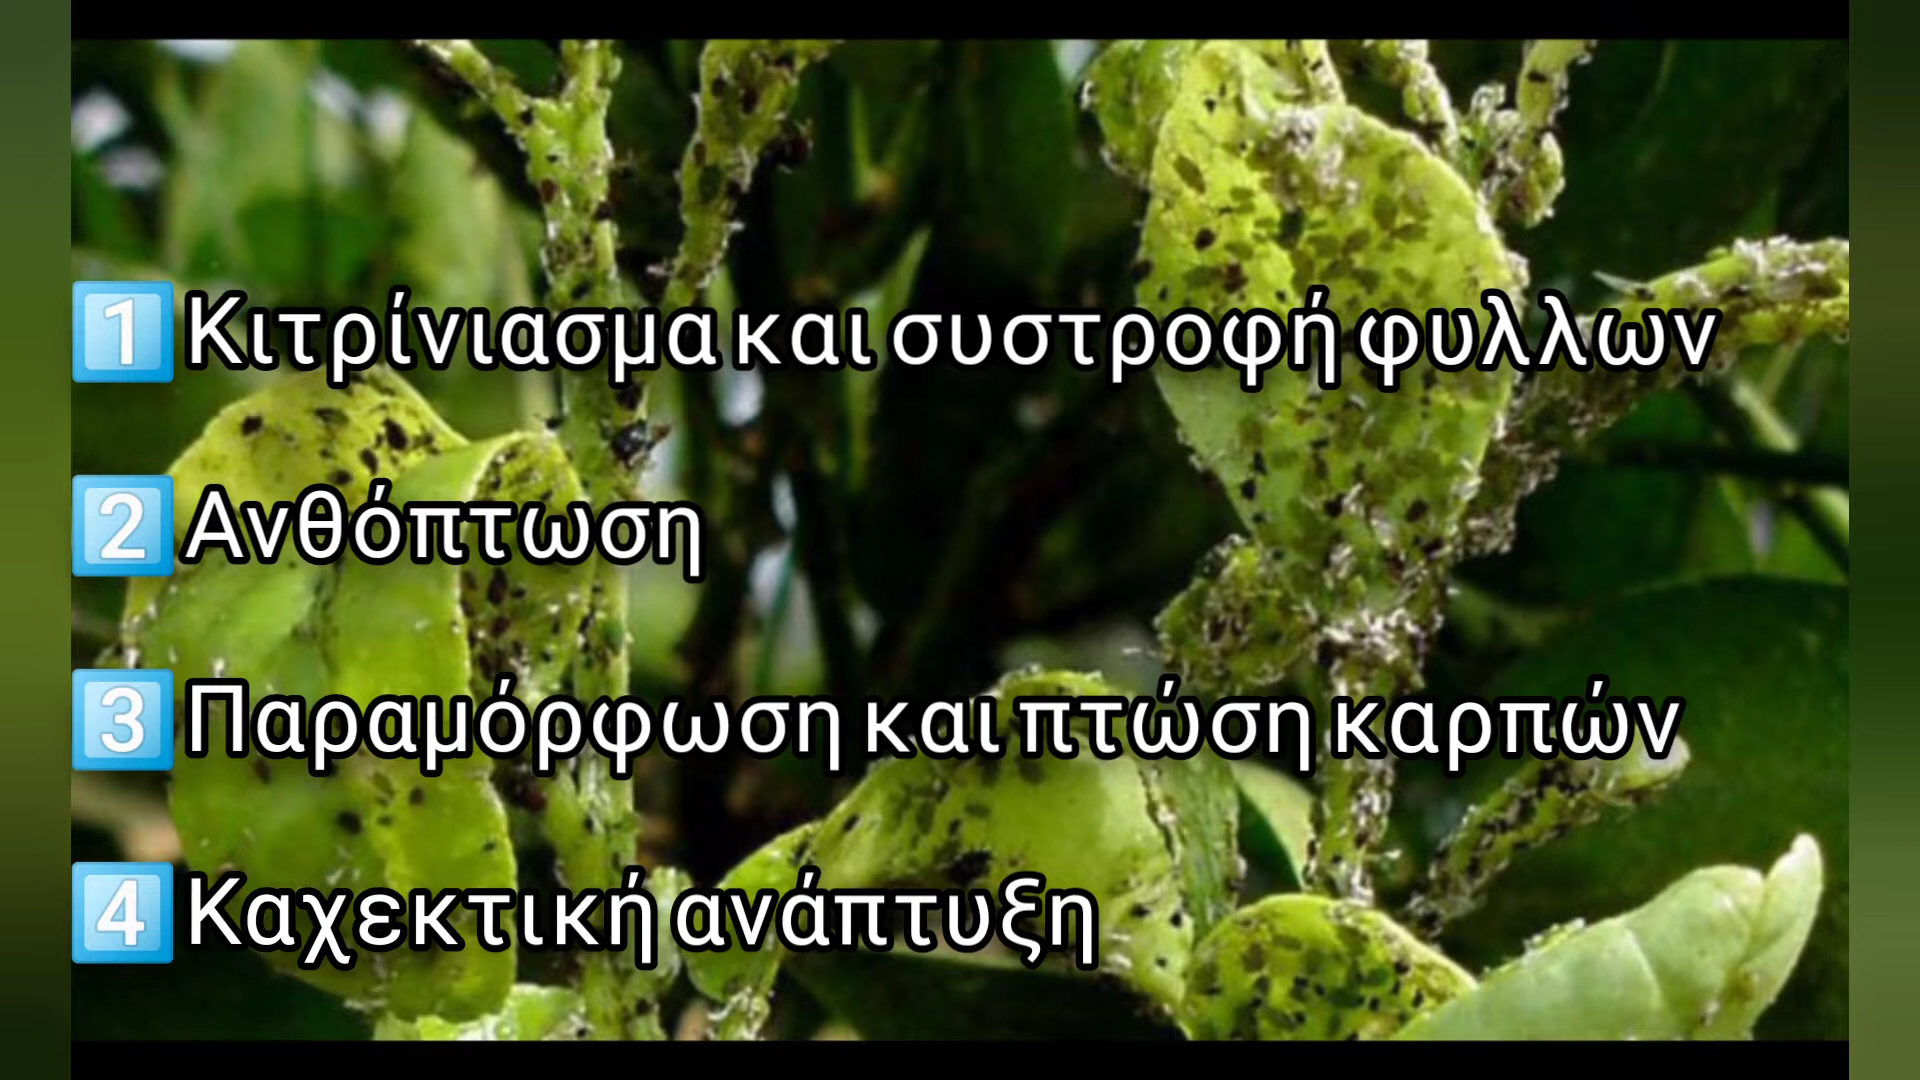 1️⃣ Κιτρίνιασμα και συστροφή φυλλων
2️⃣ Ανθόπτωση
3️⃣ Παραμόρφωση και πτώση καρπών
4️⃣ Καχεκτική ανάπτυξη